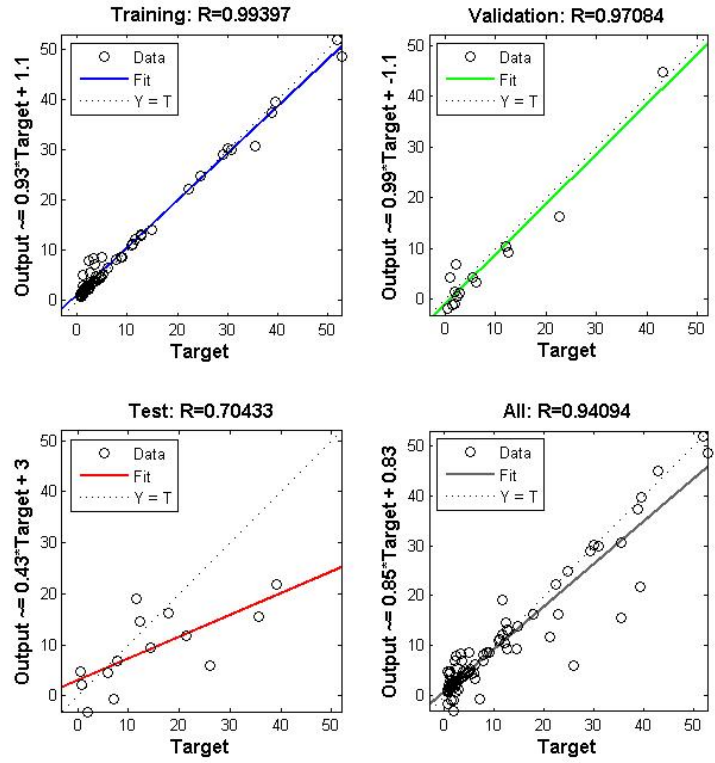 Training: R=0.99397
Output ~= 0.93*Target + 1.1
50
40
30
20
10
0
Data
Fit
Y = T
0 10 20 30 40 50
Target
Validation: R=0.97084
Output ~= 0.99*Target + -1.1
50
40
30
20
10
0
Data
Fit
Y = T
0 10 20 30 40 50
Target
Test: R=0.70433
Output ~= 0.43*Target + 3
50
40
30
20
10
0
Data
Fit
Y = T
0 10 20 30 40 50
Target
All: R=0.94094
Output ~= 0.85*Target + 0.83
50
40
30
20
10
0
Data
Fit
Y = T
0 10 20 30 40 50
Target